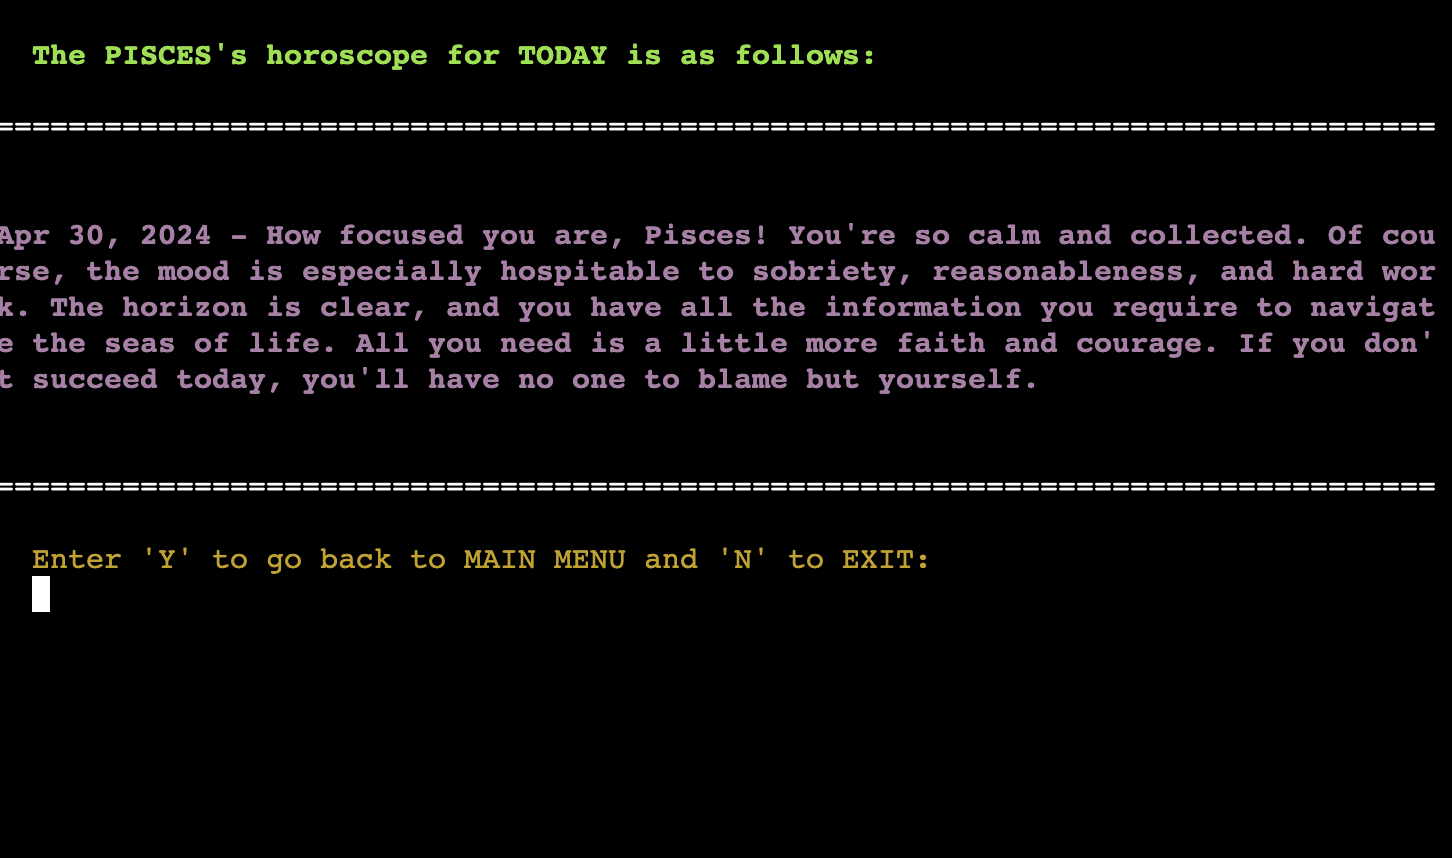 The PISCES's horoscope for TODAY is as follows:
================================================================================
Apr 30, 2024 - How focused you are, Pisces! You're so calm and collected. Of cou
rse, the mood is especially hospitable to sobriety, reasonableness, and hard wor
k. The horizon is clear, and you have all the information you require to navigat
e the seas of life. All you need is a little more faith and courage. If you don'
t succeed today, you'll have no one to blame but yourself.
================================================================================
Enter 'Y' to go back to MAIN MENU and 'N' to EXIT: